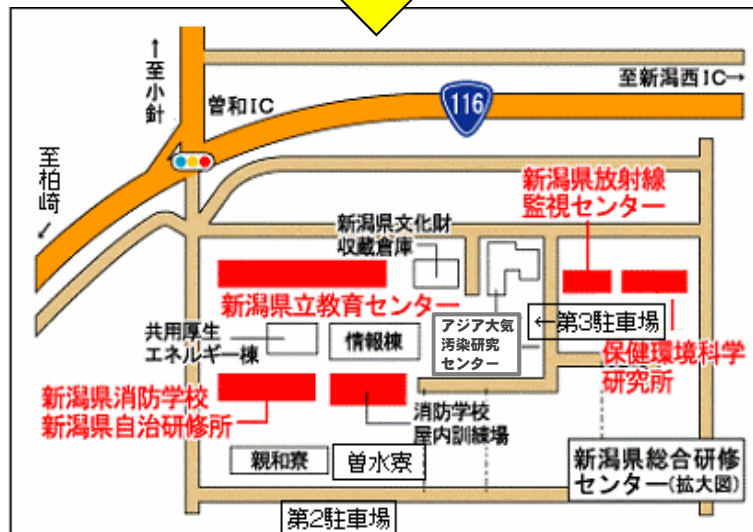 ↑至小針
曽和IC
116
至新潟西IC→
至柏崎↙
新潟県放射線
監視センター
新潟県文化財
収蔵倉庫
新潟県立教育センター
アジア大気
汚染研究
センター
←第3駐車場
共用厚生
エネルギー棟
情報棟
保健環境科学
研究所
新潟県消防学校
新潟県自治研修所
消防学校
屋内訓練場
親和寮
曽水寮
新潟県総合研修
センター(拡大図)
第2駐車場